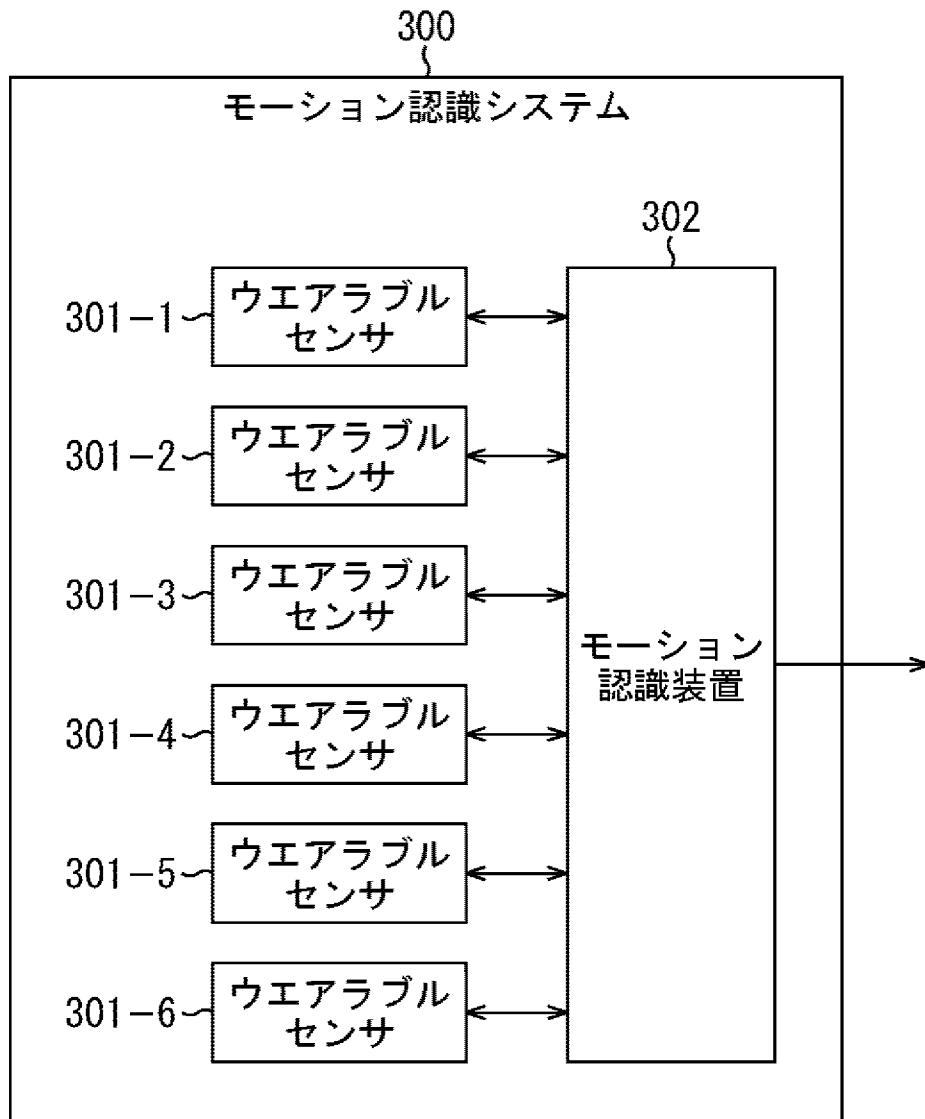 300
モーション認識システム
302
301-1
ウエアラブル
センサ
301-2
ウエアラブル
センサ
301-3
ウエアラブル
センサ
モーション
認識装置
301-4
ウエアラブル
センサ
301-5
ウエアラブル
センサ
301-6
ウエアラブル
センサ